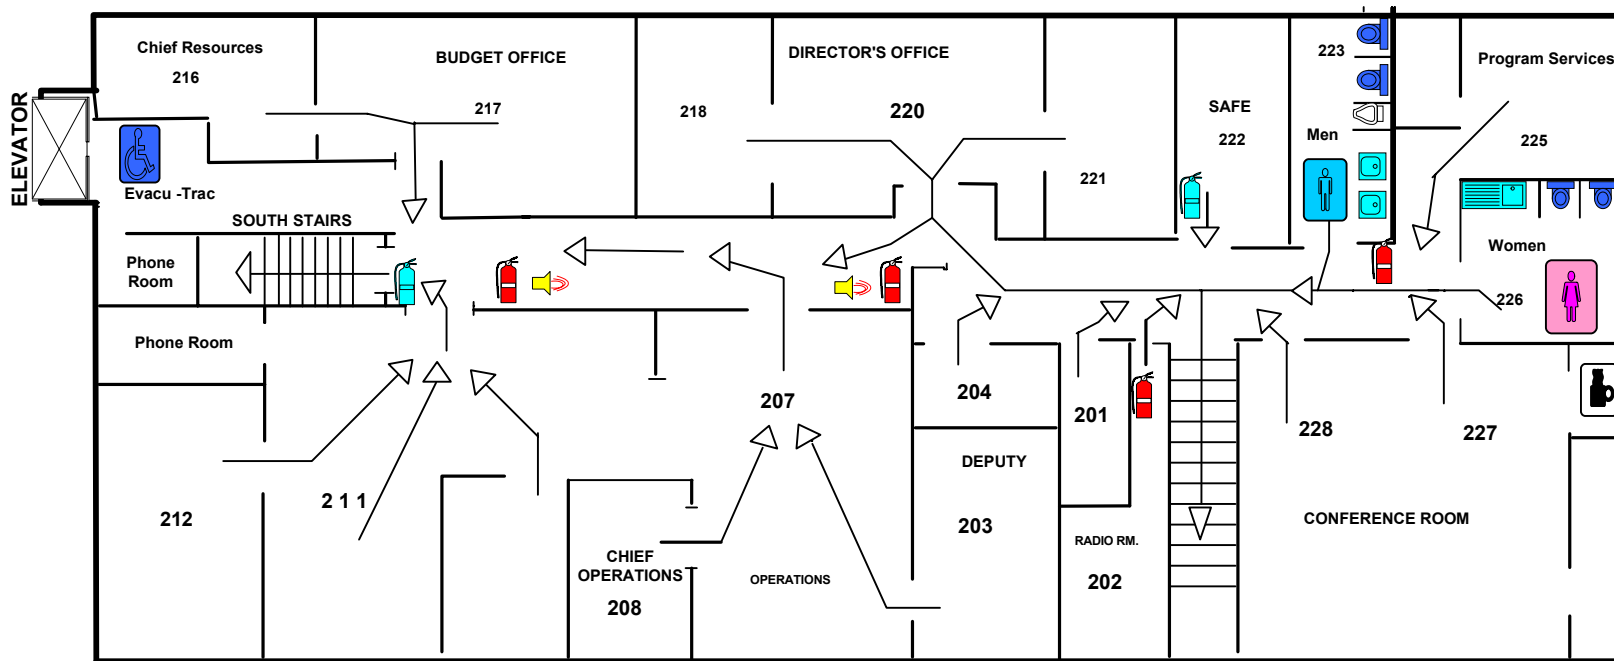 Chief Resources
216
BUDGET OFFICE
217
218
DIRECTOR'S OFFICE
220
221
SAFE
222
223
Men
Program Services
225
ELEVATOR
Evacu -Trac
SOUTH STAIRS
Phone
Room
Phone Room
Women
226
207
204
201
228
227
DEPUTY
203
212
2 1 1
CHIEF
OPERATIONS
208
OPERATIONS
RADIO RM.
202
CONFERENCE ROOM